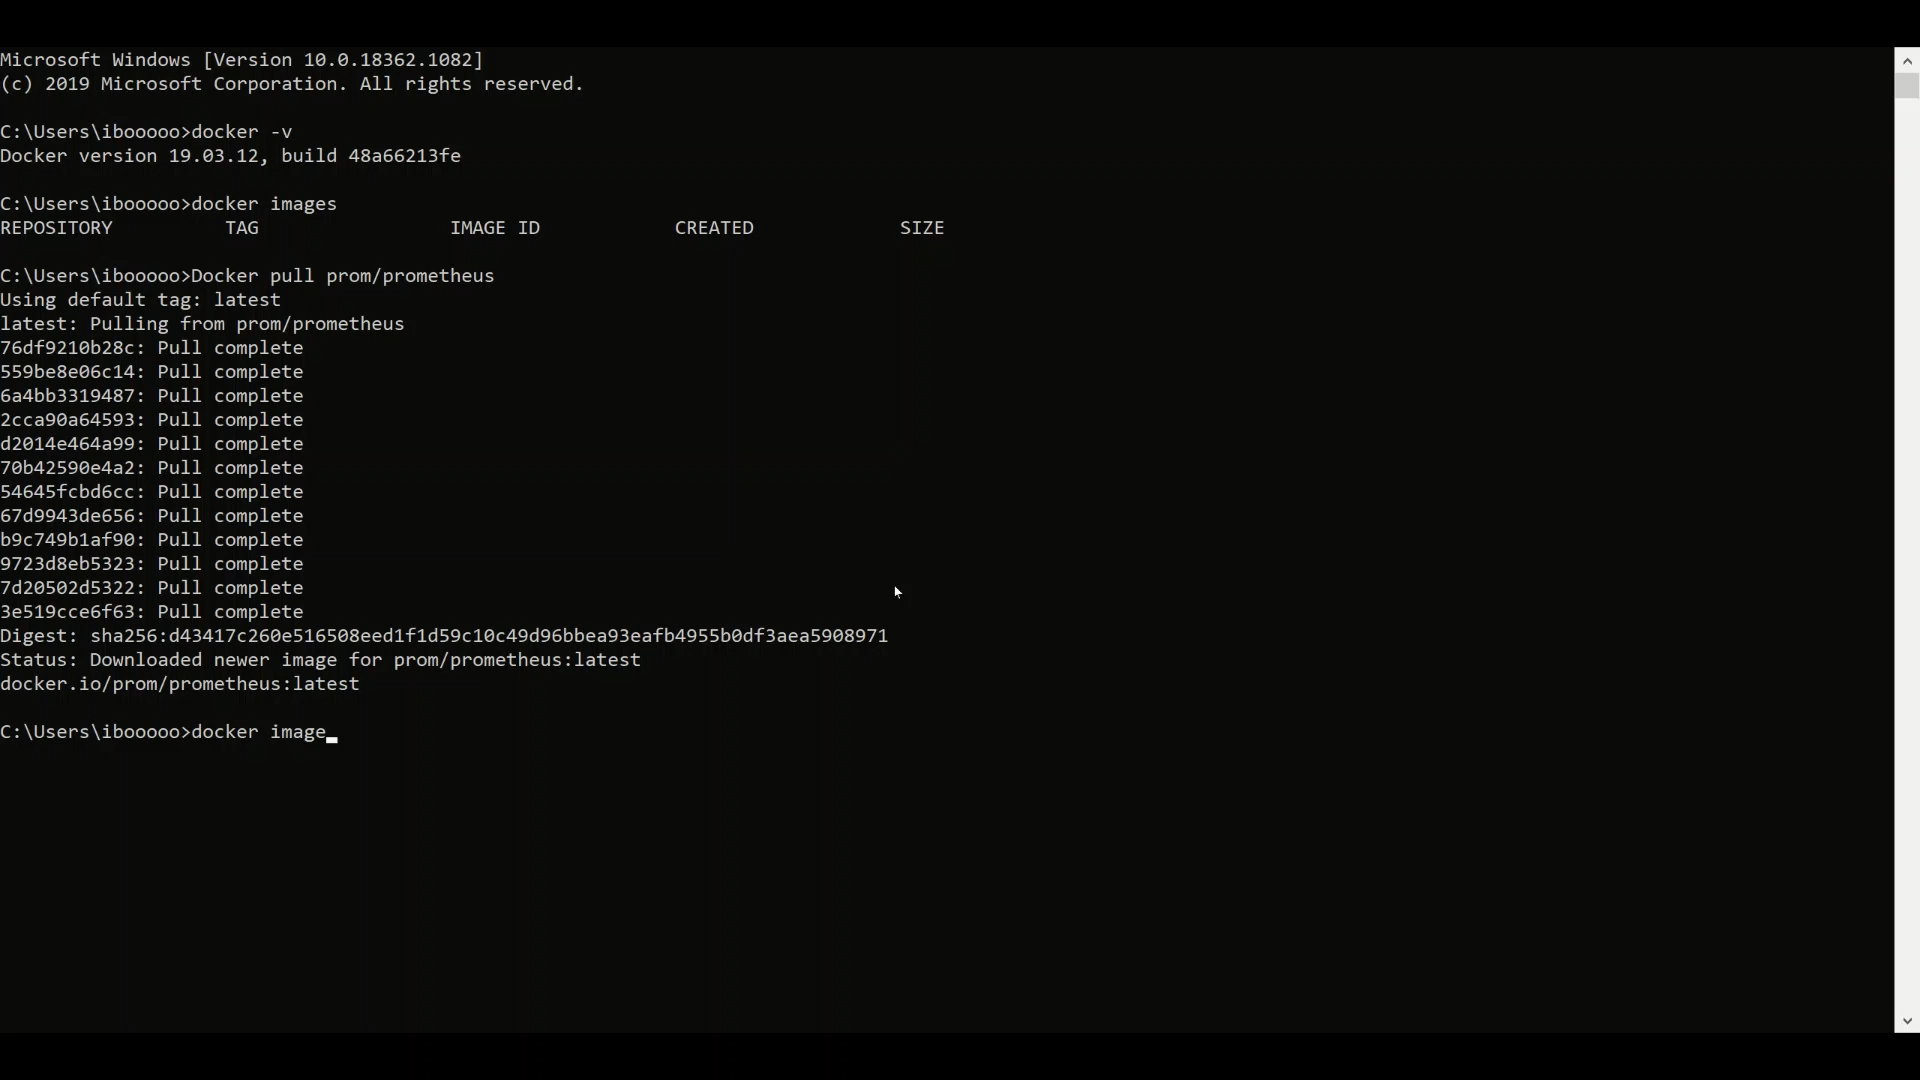 Microsoft Windows [Version 10.0.18362.1082]
(c) 2019 Microsoft Corporation. All rights reserved.
C:\Users\ibooooo>docker -v
Docker version 19.03.12, build 48a66213fe
C:\Users\ibooooo>docker images
REPOSITORY          TAG                 IMAGE ID            CREATED             SIZE
C:\Users\ibooooo>Docker pull prom/prometheus
Using default tag: latest
latest: Pulling from prom/prometheus
76df9210b28c: Pull complete
559be8e06c14: Pull complete
6a4bb3319487: Pull complete
2cca90a64593: Pull complete
d2014e464a99: Pull complete
70b42590e4a2: Pull complete
54645fcbd6cc: Pull complete
67d9943de656: Pull complete
b9c749b1af90: Pull complete
9723d8eb5323: Pull complete
7d20502d5322: Pull complete
3e519cce6f63: Pull complete
Digest: sha256:d43417c260e516508eed1f1d59c10c49d96bbea93eafb4955b0df3aea5908971
Status: Downloaded newer image for prom/prometheus:latest
docker.io/prom/prometheus:latest
C:\Users\ibooooo>docker image